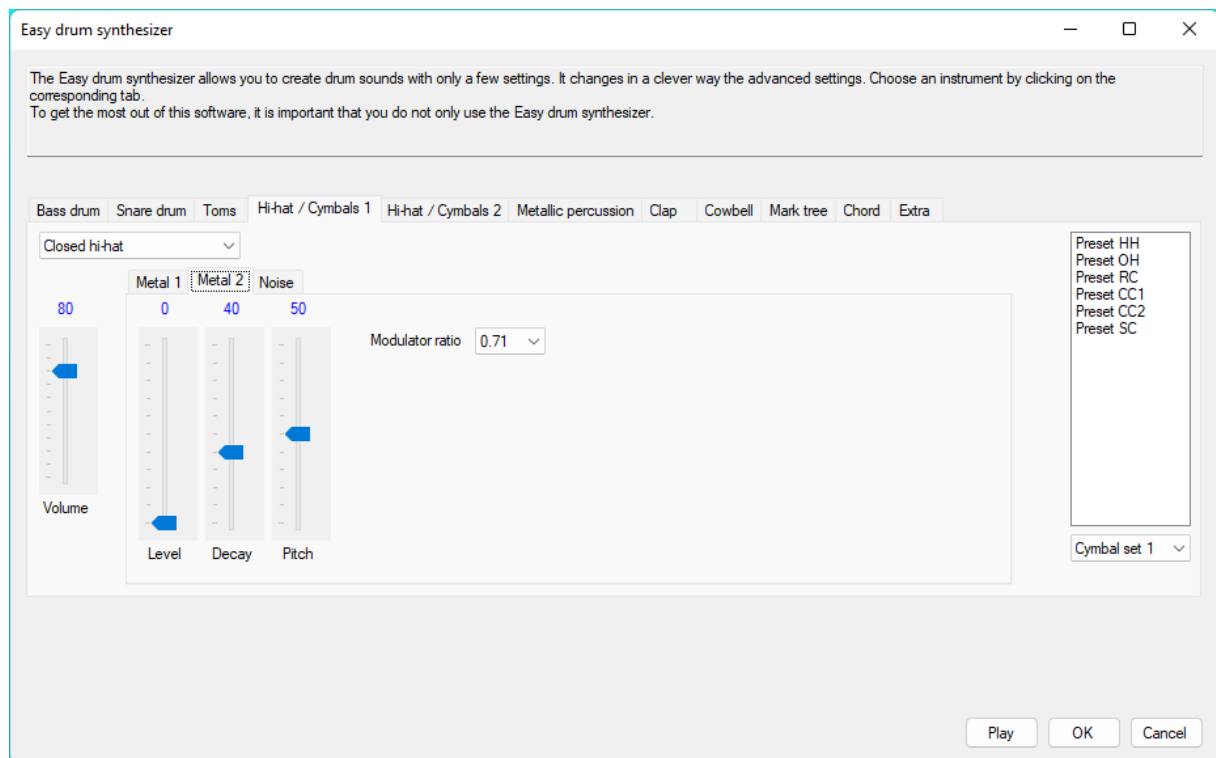 Easy drum synthesizer
The Easy drum synthesizer allows you to create drum sounds with only a few settings. It changes in a clever way the advanced settings. Choose an instrument by clicking on the
corresponding tab.
To get the most out of this software, it is important that you do not only use the Easy drum synthesizer.
Bass drum Snare drum Toms Hi-hat / Cymbals 1 Hi-hat / Cymbals 2 Metallic percussion Clap Cowbell Mark tree Chord Extra
Closed hi-hat
Metal 1 Metal 2 Noise
80 0 40 50
Modulator ratio 0.71
Volume
Level Decay Pitch
Preset HH
Preset OH
Preset RC
Preset CC1
Preset CC2
Preset SC
Cymbal set 1
Play OK Cancel